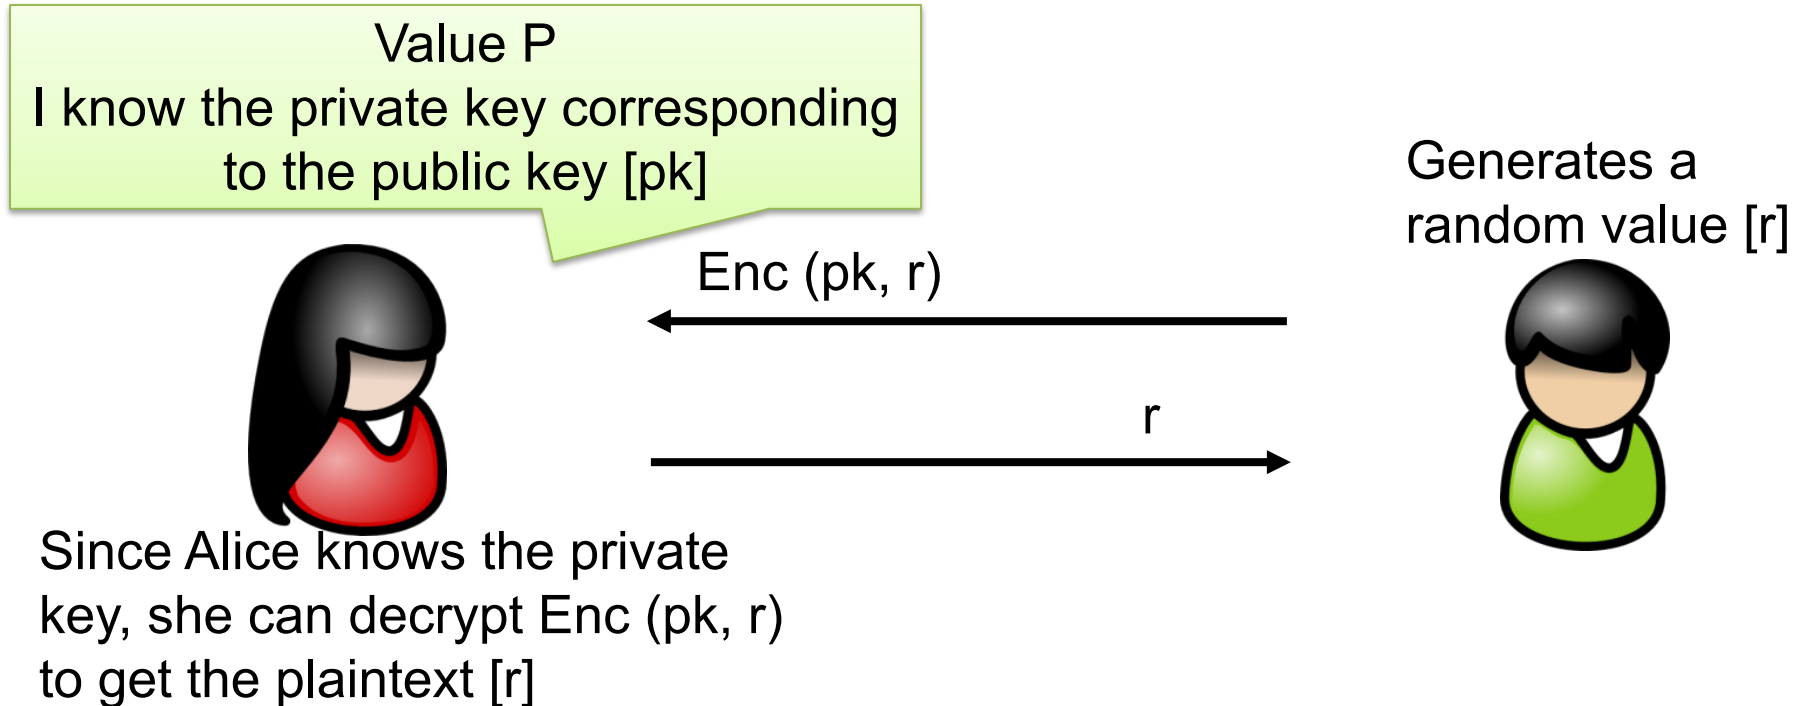 Value P
I know the private key corresponding
to the public key [pk]
Generates a
random value [r]
Enc (pk, r)
r
Since Alice knows the private
key, she can decrypt Enc (pk, r)
to get the plaintext [r]